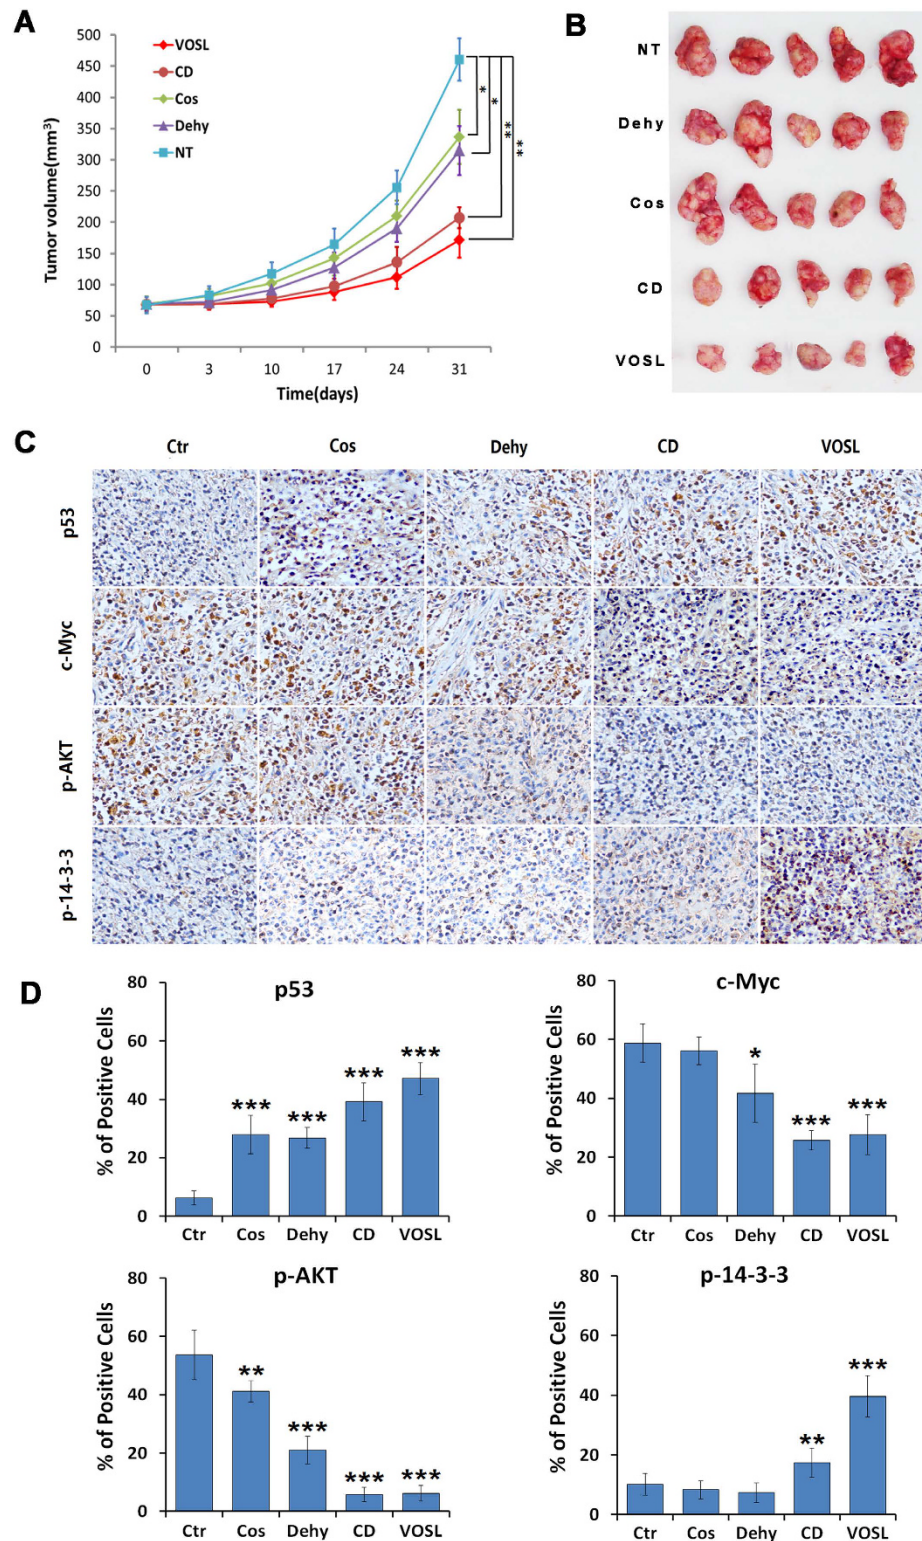 A
VOSL
CD
Cos
Dehy
NT
Tumor volume(mm³)
500
450
400
350
300
250
200
150
100
50
0
0 3 10 17 24 31
Time(days)
*
*
**
**
B
NT
Dehy
Cos
CD
VOSL
C
Ctr Cos Dehy CD VOSL
p53
c-Myc
p-AKT
p-14-3-3
D
p53
% of Positive Cells
80
60
40
20
0
*** *** *** ***
Ctr Cos Dehy CD VOSL
c-Myc
% of Positive Cells
80
60
40
20
0
* *** ***
Ctr Cos Dehy CD VOSL
p-AKT
% of Positive Cells
80
60
40
20
0
** *** *** ***
Ctr Cos Dehy CD VOSL
p-14-3-3
% of Positive Cells
80
60
40
20
0
** ***
Ctr Cos Dehy CD VOSL